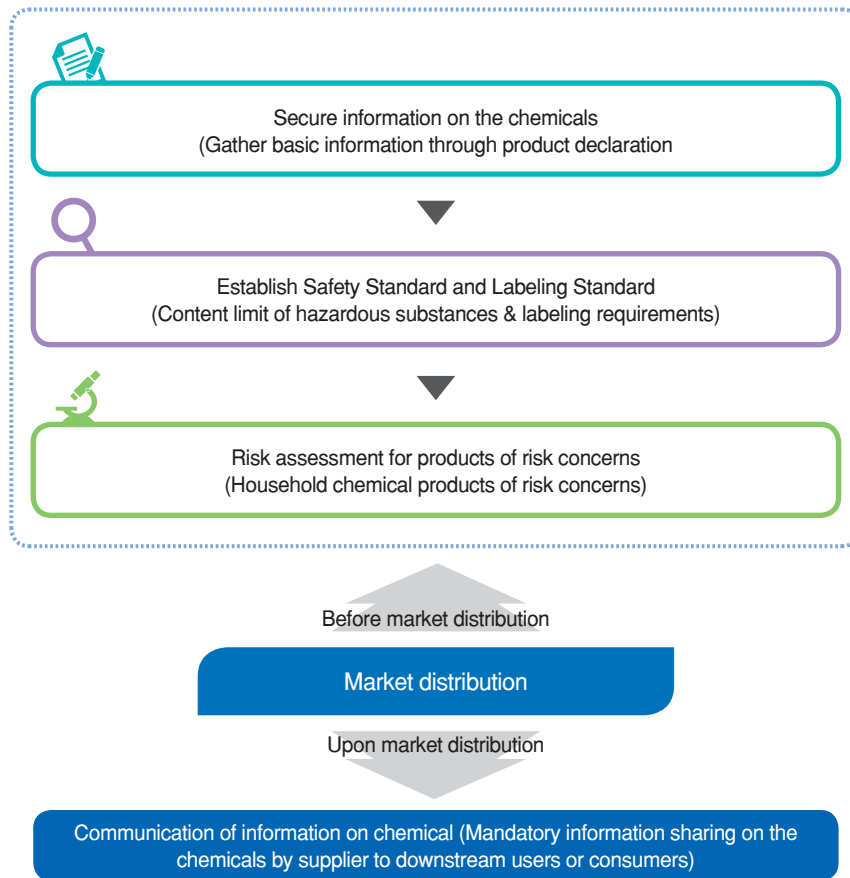 Secure information on the chemicals
(Gather basic information through product declaration
Establish Safety Standard and Labeling Standard
(Content limit of hazardous substances & labeling requirements)
Risk assessment for products of risk concerns
(Household chemical products of risk concerns)
Before market distribution
Market distribution
Upon market distribution
Communication of information on chemical (Mandatory information sharing on the
chemicals by supplier to downstream users or consumers)